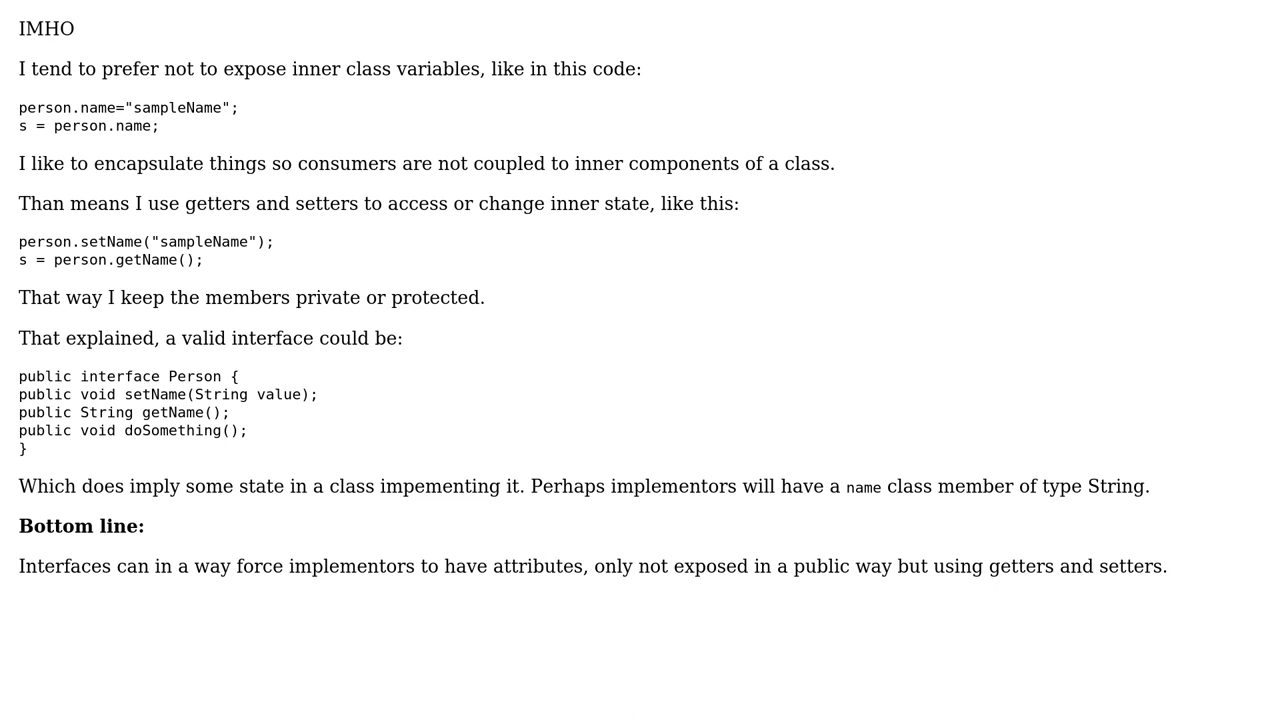 IMHO
I tend to prefer not to expose inner class variables, like in this code:
person.name="sampleName";
s = person.name;
I like to encapsulate things so consumers are not coupled to inner components of a class.
Than means I use getters and setters to access or change inner state, like this:
person.setName("sampleName");
s = person.getName();
That way I keep the members private or protected.
That explained, a valid interface could be:
public interface Person {
public void setName(String value);
public String getName();
public void doSomething();
}
Which does imply some state in a class impementing it. Perhaps implementors will have a name class member of type String.
Bottom line:
Interfaces can in a way force implementors to have attributes, only not exposed in a public way but using getters and setters.